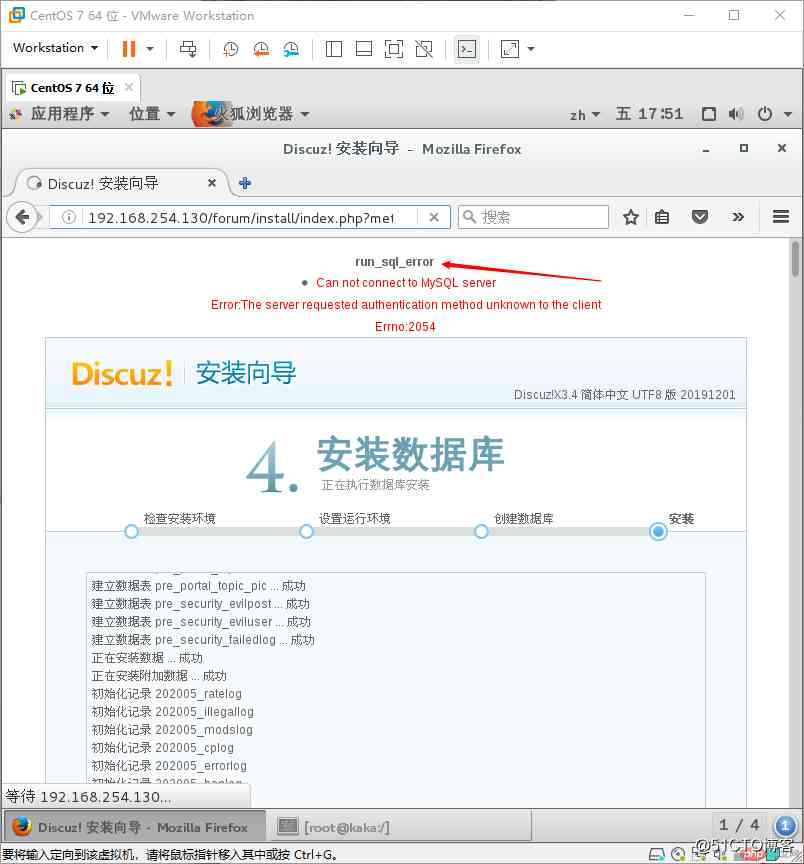 CentOS 7 64 位 - VMware Workstation
Workstation
CentOS 7 64 位
应用程序 位置 火狐浏览器 zh 五 17:51
Discuz! 安装向导 - Mozilla Firefox
Discuz! 安装向导
192.168.254.130/forum/install/index.php?met 搜索
run_sql_error
Can not connect to MySQL server
Error:The server requested authentication method unknown to the client
Errno:2054
Discuz! 安装向导
Discuz!X3.4 简体中文 UTF8 版 20191201
4. 安装数据库
正在执行数据库安装
检查安装环境 设置运行环境 创建数据库 安装
建立数据表 pre_portal_topic_pic ... 成功
建立数据表 pre_security_evilpost ... 成功
建立数据表 pre_security_eviluser ... 成功
建立数据表 pre_security_failedlog ... 成功
正在安装数据 ... 成功
正在安装附加数据 ... 成功
初始化记录 202005_ratelog
初始化记录 202005_illegallog
初始化记录 202005_modslog
初始化记录 202005_cplog
初始化记录 202005_errorlog
等待 192.168.254.130...
Discuz! 安装向导 - Mozilla Firefox [root@kaka:/] 1 / 4 1
要将输入定向到该虚拟机，请将鼠标指针移入其中或按 Ctrl+G。
@51CTO博客